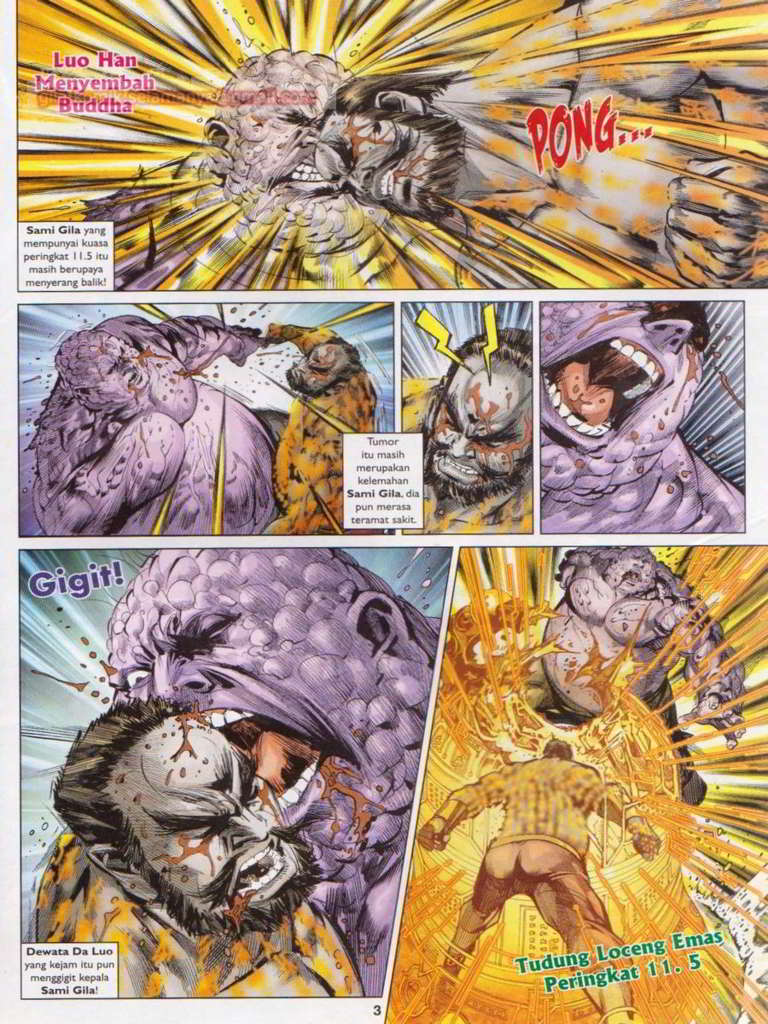 Luo Han
Menyembah
Buddha
PONG...
Sami Gila yang
mempunyai kuasa
peringkat 11.5 itu
masih berupaya
menyerang balik!
Tumor
itu masih
merupakan
kelemahan
Sami Gila, dia
pun merasa
teramat sakit.
Gigit!
Dewata Da Luo
yang kejam itu pun
menggigit kepala
Sami Gila!
Tudung Loceng Emas
Peringkat 11. 5
3